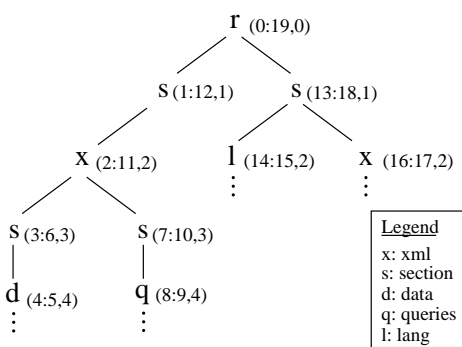 r (0:19,0)
s (1:12,1) s (13:18,1)
x (2:11,2) l (14:15,2) x (16:17,2)
s (3:6,3) s (7:10,3)
d (4:5,4) q (8:9,4)
Legend
x: xml
s: section
d: data
q: queries
l: lang